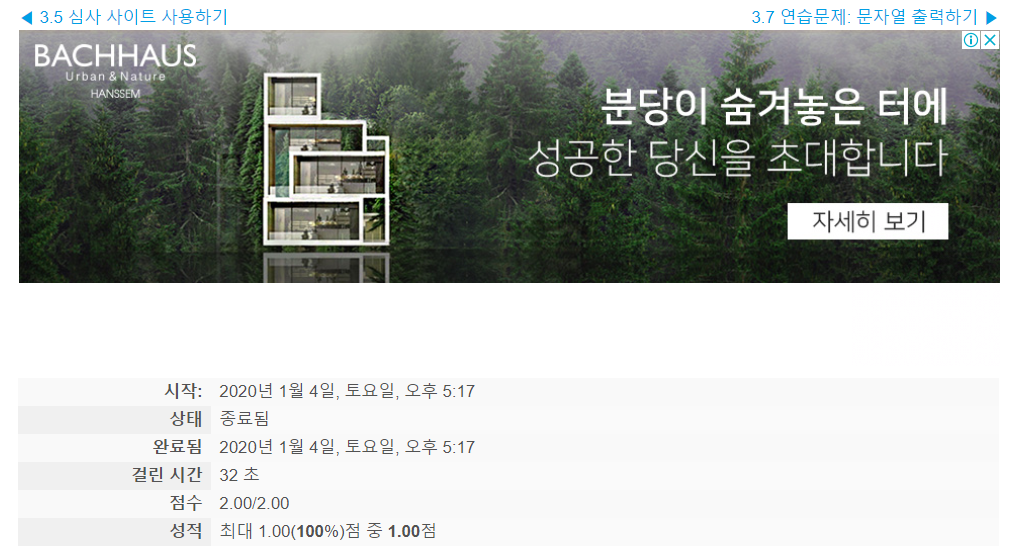 ◀ 3.5 심사 사이트 사용하기
3.7 연습문제: 문자열 출력하기 ▶
BACHHAUS
Urban & Nature
HANSSEM
분당이 숨겨놓은 터에
성공한 당신을 초대합니다
자세히 보기
시작: 2020년 1월 4일, 토요일, 오후 5:17
상태 종료됨
완료됨 2020년 1월 4일, 토요일, 오후 5:17
걸린 시간 32 초
점수 2.00/2.00
성적 최대 1.00(100%)점 중 1.00점